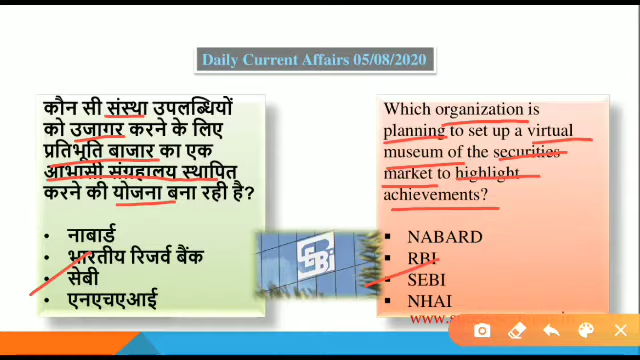 Daily Current Affairs 05/08/2020
कौन सी संस्था उपलब्धियों
को उजागर करने के लिए
प्रतिभूति बाजार का एक
आभासी संग्रहालय स्थापित
करने की योजना बना रही है?
• नाबार्ड
• भारतीय रिजर्व बैंक
• सेबी
• एनएचएआई
SEBI
Which organization is
planning to set up a virtual
museum of the securities
market to highlight
achievements?
▪ NABARD
▪ RBI
▪ SEBI
▪ NHAI